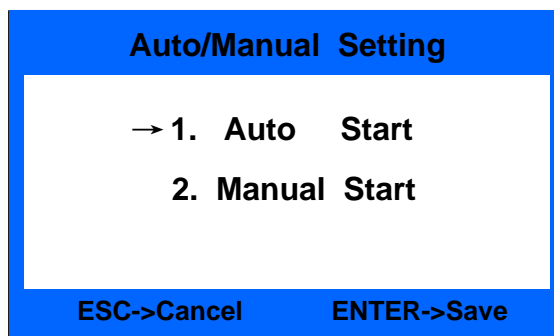 Auto/Manual Setting
→ 1. Auto Start
2. Manual Start
ESC->Cancel ENTER->Save